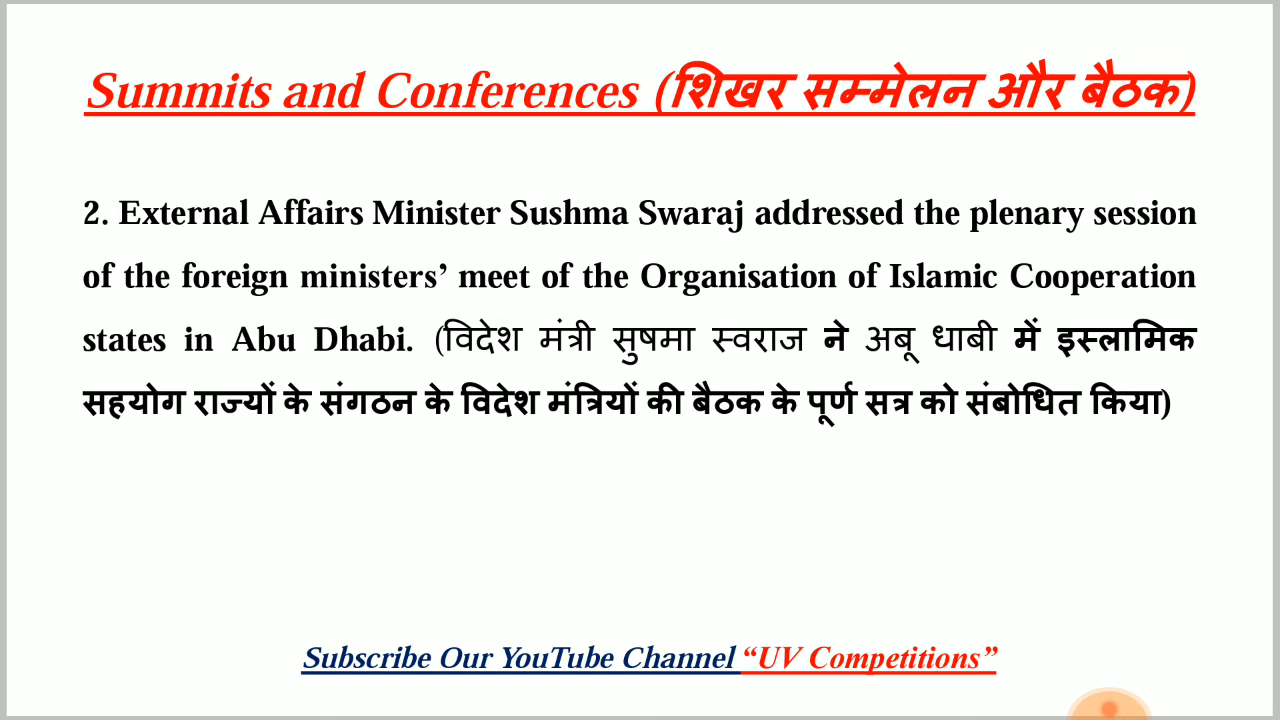 Summits and Conferences (शिखर सम्मेलन और बैठक)
2. External Affairs Minister Sushma Swaraj addressed the plenary session
of the foreign ministers’ meet of the Organisation of Islamic Cooperation
states in Abu Dhabi. (विदेश मंत्री सुषमा स्वराज ने अबू धाबी में इस्लामिक
सहयोग राज्यों के संगठन के विदेश मंत्रियों की बैठक के पूर्ण सत्र को संबोधित किया)
Subscribe Our YouTube Channel “UV Competitions”